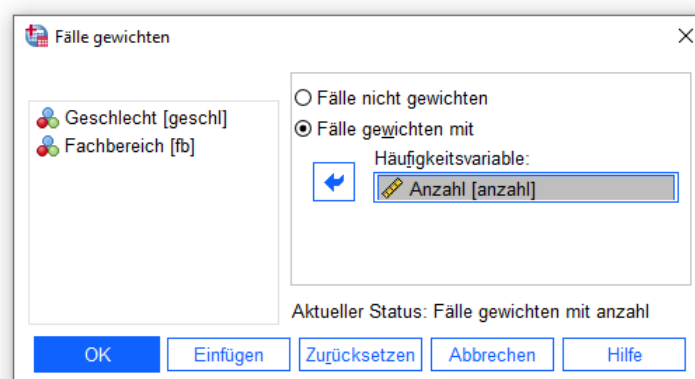 Fälle gewichten
Geschlecht [geschl]
Fachbereich [fb]
Fälle nicht gewichten
Fälle gewichten mit
Häufigkeitsvariable:
Anzahl [anzahl]
Aktueller Status: Fälle gewichten mit anzahl
OK
Einfügen
Zurücksetzen
Abbrechen
Hilfe